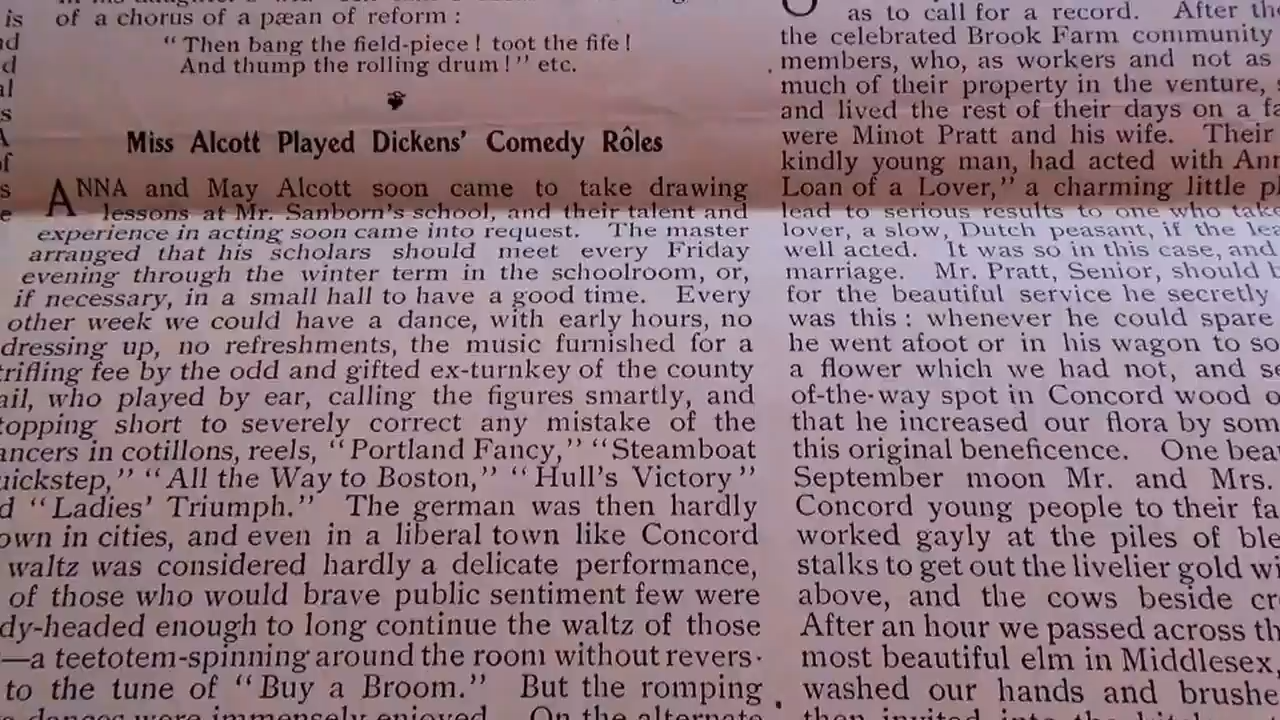 of a chorus of a pæan of reform :
“ Then bang the field-piece ! toot the fife !
And thump the rolling drum ! ” etc.
Miss Alcott Played Dickens' Comedy Rôles
ANNA and May Alcott soon came to take drawing
lessons at Mr. Sanborn's school, and their talent and
experience in acting soon came into request. The master
arranged that his scholars should meet every Friday
evening through the winter term in the schoolroom, or,
if necessary, in a small hall to have a good time. Every
other week we could have a dance, with early hours, no
dressing up, no refreshments, the music furnished for a
trifling fee by the odd and gifted ex-turnkey of the county
ail, who played by ear, calling the figures smartly, and
topping short to severely correct any mistake of the
ancers in cotillons, reels, “Portland Fancy,” “Steamboat
uickstep,” “All the Way to Boston,” “Hull's Victory”
d “Ladies' Triumph.” The german was then hardly
own in cities, and even in a liberal town like Concord
waltz was considered hardly a delicate performance,
of those who would brave public sentiment few were
dy-headed enough to long continue the waltz of those
—a teetotem-spinning around the room without revers-
to the tune of “Buy a Broom.” But the romping
dances were immensely enjoyed. On the alternate
as to call for a record. After the
the celebrated Brook Farm community
members, who, as workers and not as
much of their property in the venture,
and lived the rest of their days on a fa
were Minot Pratt and his wife. Their
kindly young man, had acted with Ann
Loan of a Lover,” a charming little pl
lead to serious results to one who take
lover, a slow, Dutch peasant, if the lea
well acted. It was so in this case, and
marriage. Mr. Pratt, Senior, should b
for the beautiful service he secretly
was this : whenever he could spare
he went afoot or in his wagon to so
a flower which we had not, and se
of-the-way spot in Concord wood o
that he increased our flora by som
this original beneficence. One bea
September moon Mr. and Mrs.
Concord young people to their fa
worked gayly at the piles of ble
stalks to get out the livelier gold wi
above, and the cows beside cr
After an hour we passed across th
most beautiful elm in Middlesex,
washed our hands and brushe
then invited into the